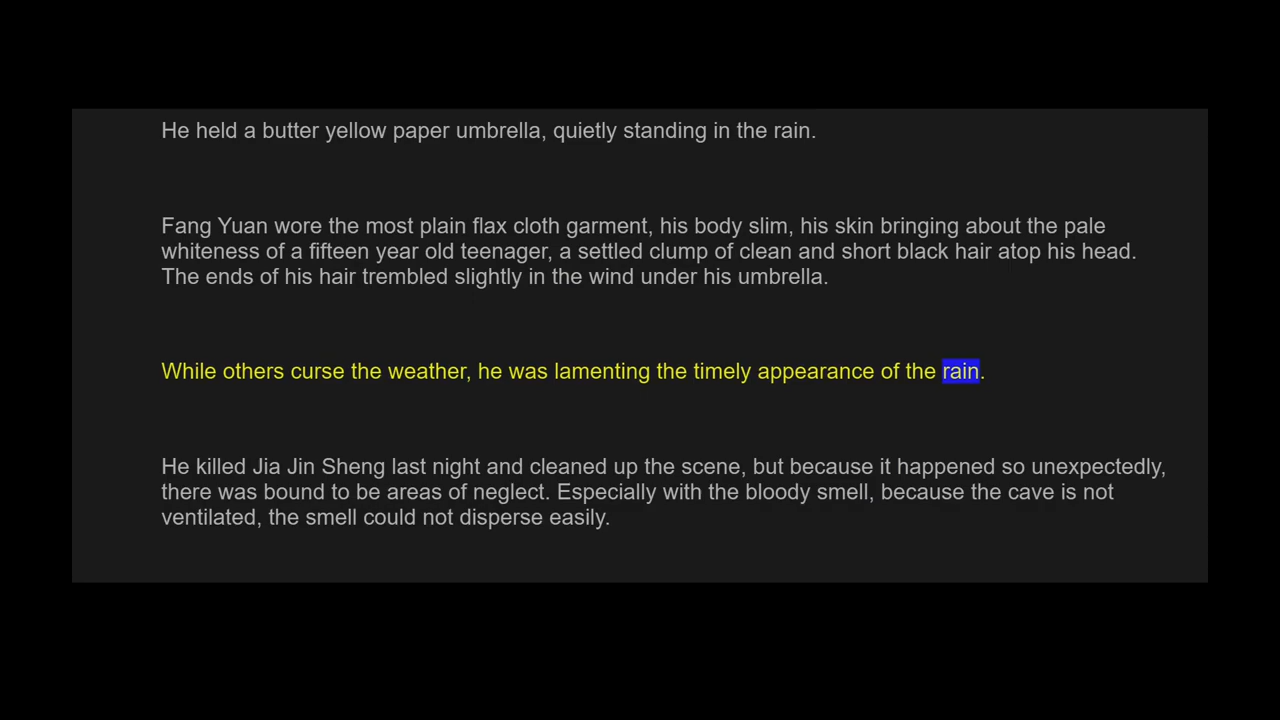 He held a butter yellow paper umbrella, quietly standing in the rain.
Fang Yuan wore the most plain flax cloth garment, his body slim, his skin bringing about the pale
whiteness of a fifteen year old teenager, a settled clump of clean and short black hair atop his head.
The ends of his hair trembled slightly in the wind under his umbrella.
While others curse the weather, he was lamenting the timely appearance of the rain.
He killed Jia Jin Sheng last night and cleaned up the scene, but because it happened so unexpectedly,
there was bound to be areas of neglect. Especially with the bloody smell, because the cave is not
ventilated, the smell could not disperse easily.